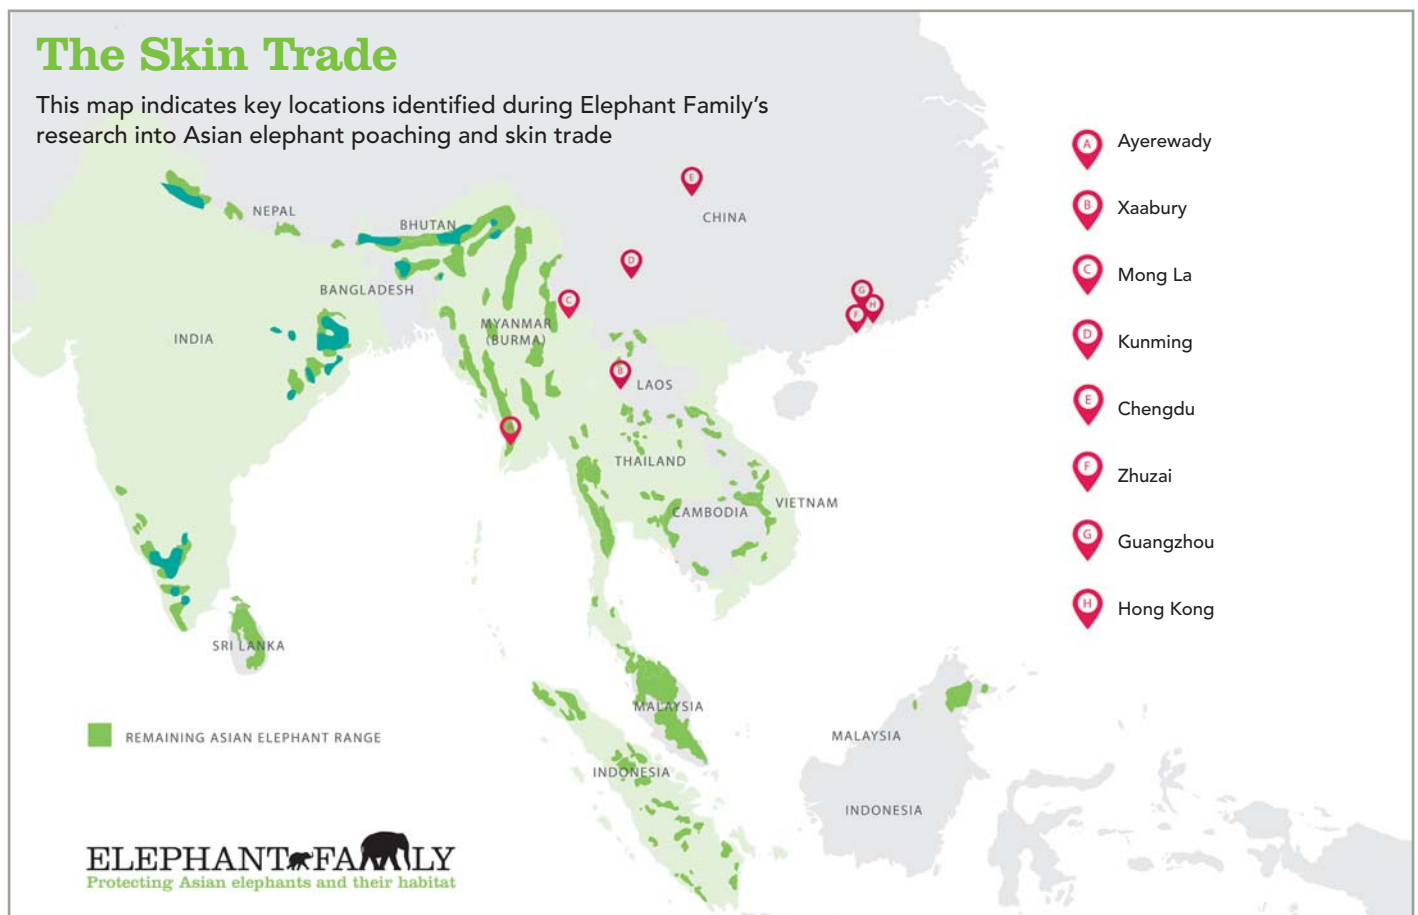 The Skin Trade
This map indicates key locations identified during Elephant Family's
research into Asian elephant poaching and skin trade
A Ayerewady
B Xaabury
C Mong La
D Kunming
E Chengdu
F Zhuzai
G Guangzhou
H Hong Kong
E
CHINA
NEPAL
BHUTAN
D
BANGLADESH
G
H
F
C
INDIA
MYANMAR
(BURMA)
B
LAOS
A
THAILAND
VIETNAM
CAMBODIA
SRI LANKA
MALAYSIA
REMAINING ASIAN ELEPHANT RANGE
MALAYSIA
INDONESIA
INDONESIA
ELEPHANT FAMILY
Protecting Asian elephants and their habitat